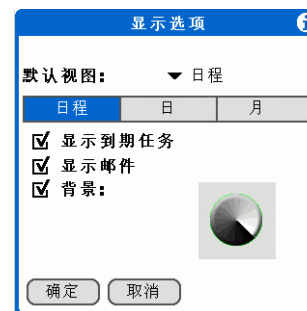 显示选项
默认视图： 日程
日程 日 月
显示到期任务
显示邮件
背景：
确定 取消